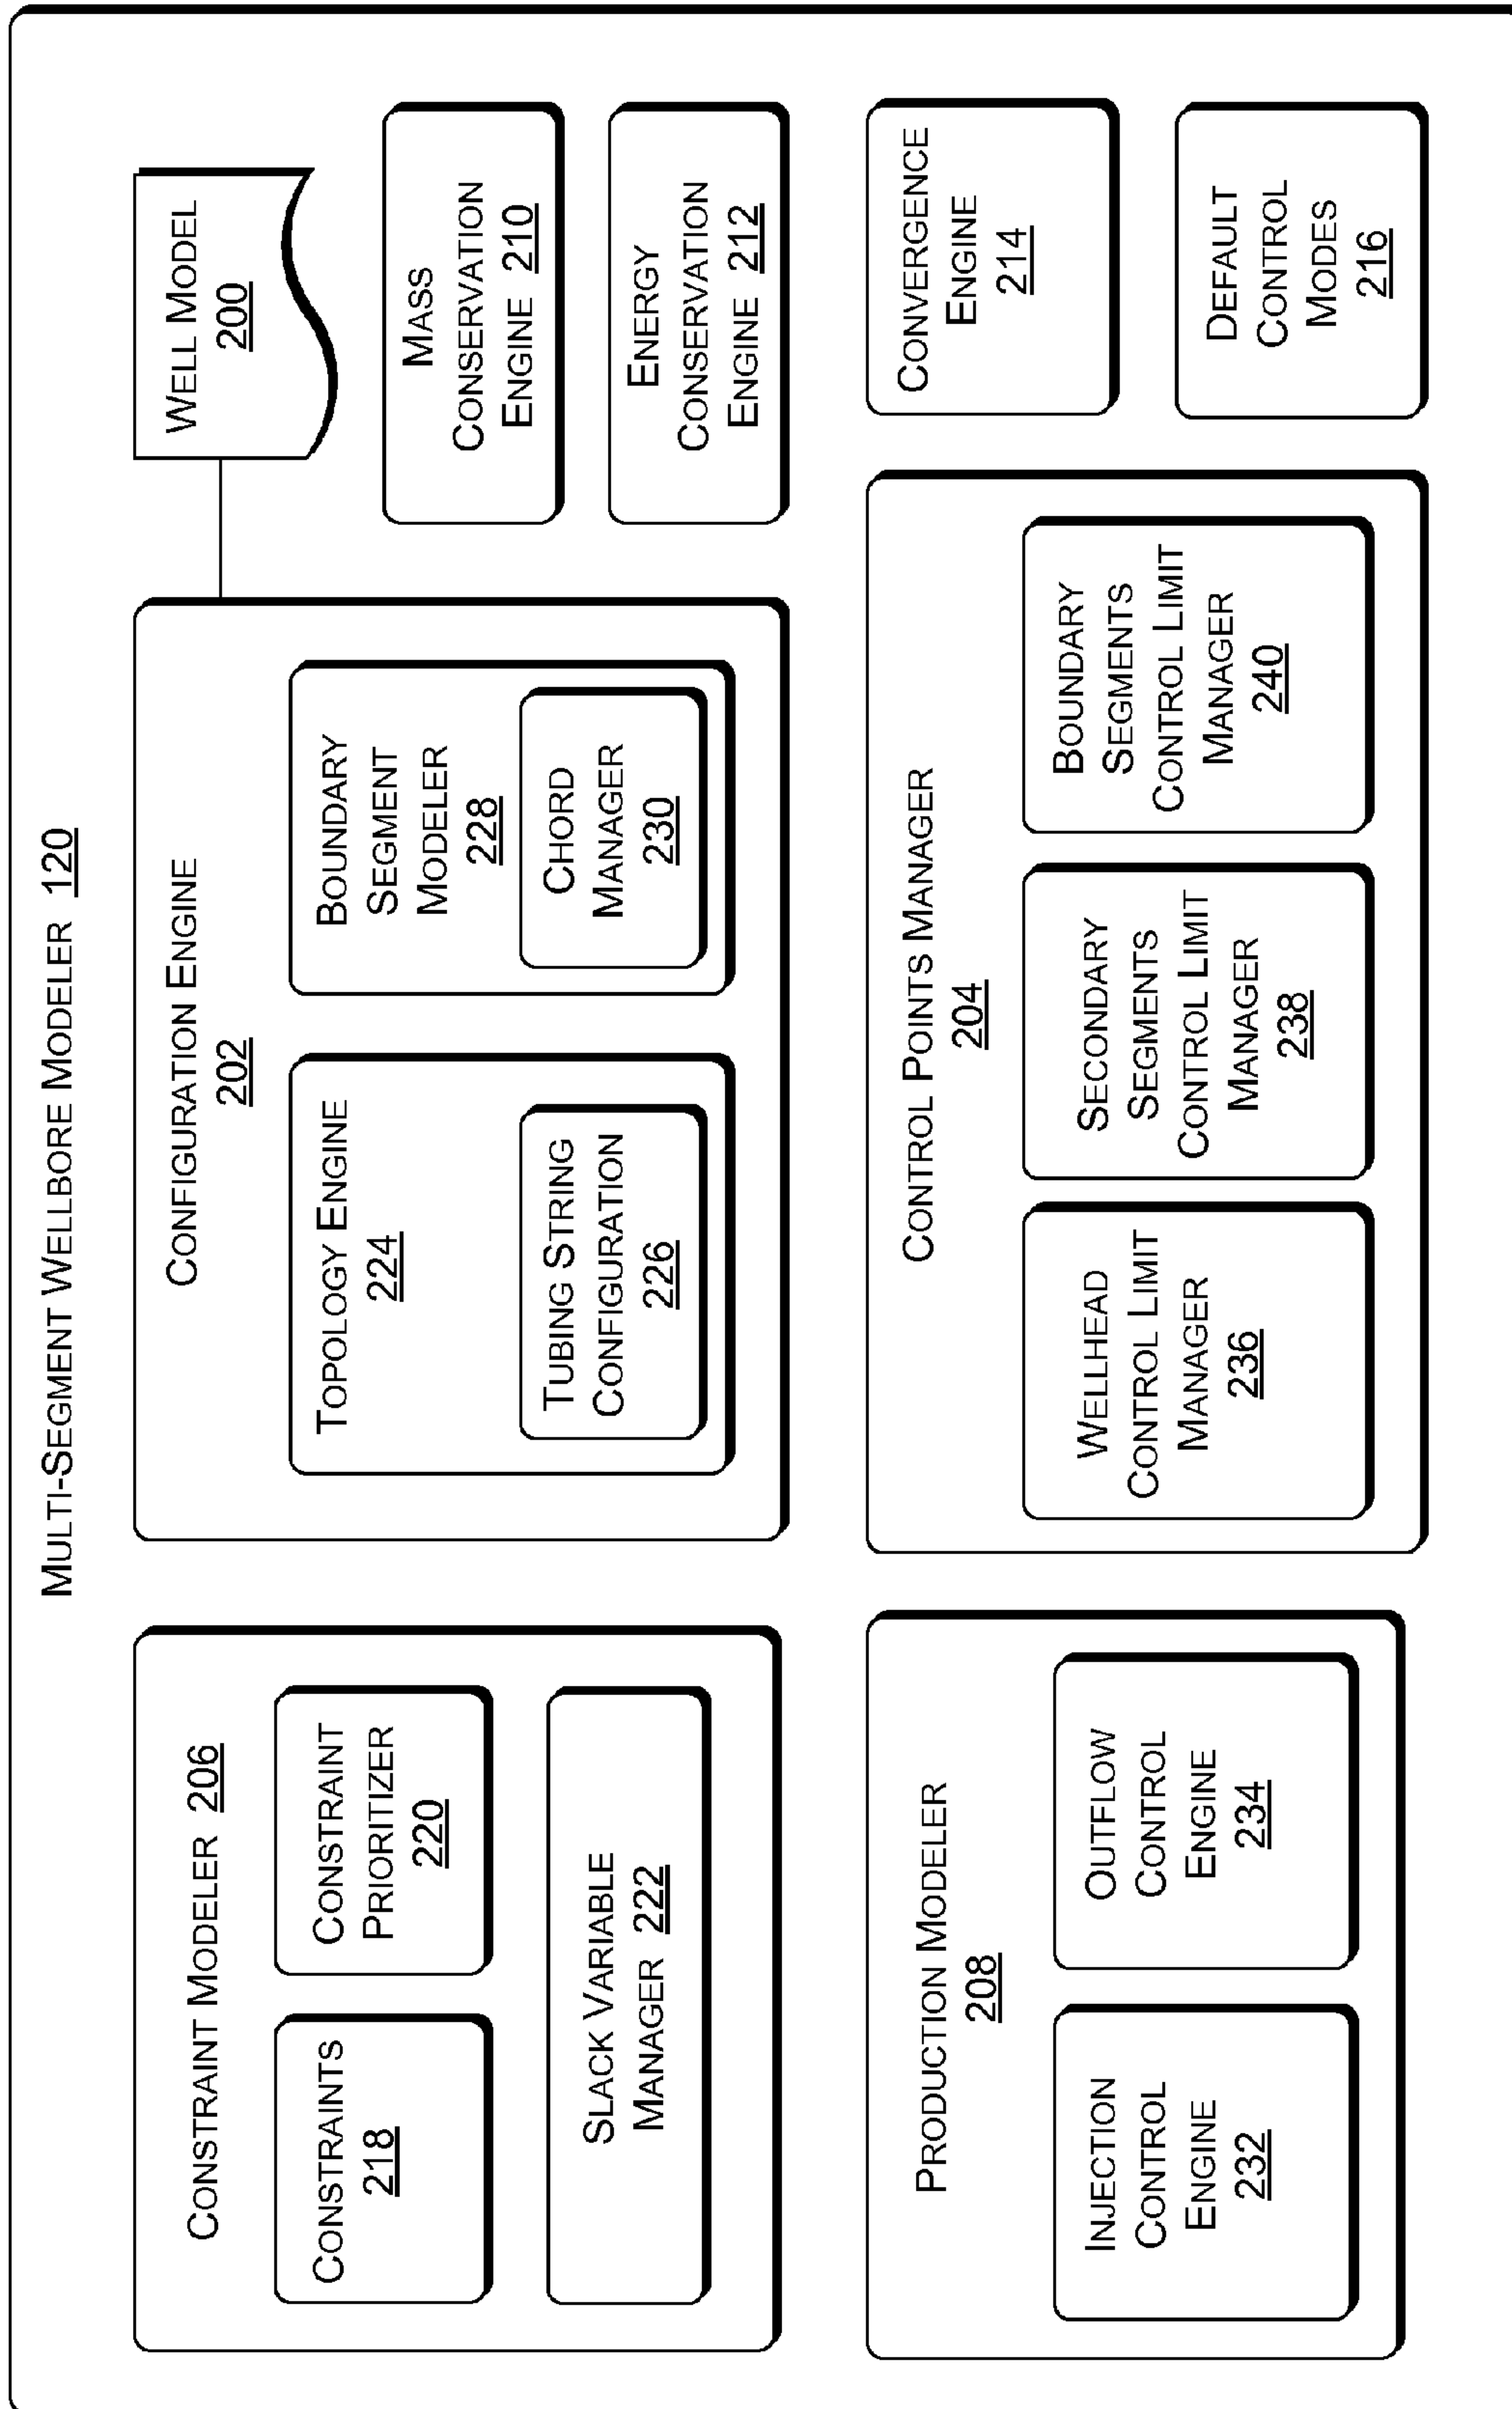 MULTI-SEGMENT WELLBORE MODELER 120
CONSTRAINT MODELER 206
CONSTRAINTS
218
CONSTRAINT
PRIORITIZER
220
SLACK VARIABLE
MANAGER 222
CONFIGURATION ENGINE
202
TOPOLOGY ENGINE
224
TUBING STRING
CONFIGURATION
226
BOUNDARY
SEGMENT
MODELER
228
CHORD
MANAGER
230
WELL MODEL
200
MASS
CONSERVATION
ENGINE 210
ENERGY
CONSERVATION
ENGINE 212
PRODUCTION MODELER
208
INJECTION
CONTROL
ENGINE
232
OUTFLOW
CONTROL
ENGINE
234
CONTROL POINTS MANAGER
204
WELLHEAD
CONTROL LIMIT
MANAGER
236
SECONDARY
SEGMENTS
CONTROL LIMIT
MANAGER
238
BOUNDARY
SEGMENTS
CONTROL LIMIT
MANAGER
240
CONVERGENCE
ENGINE
214
DEFAULT
CONTROL
MODES
216